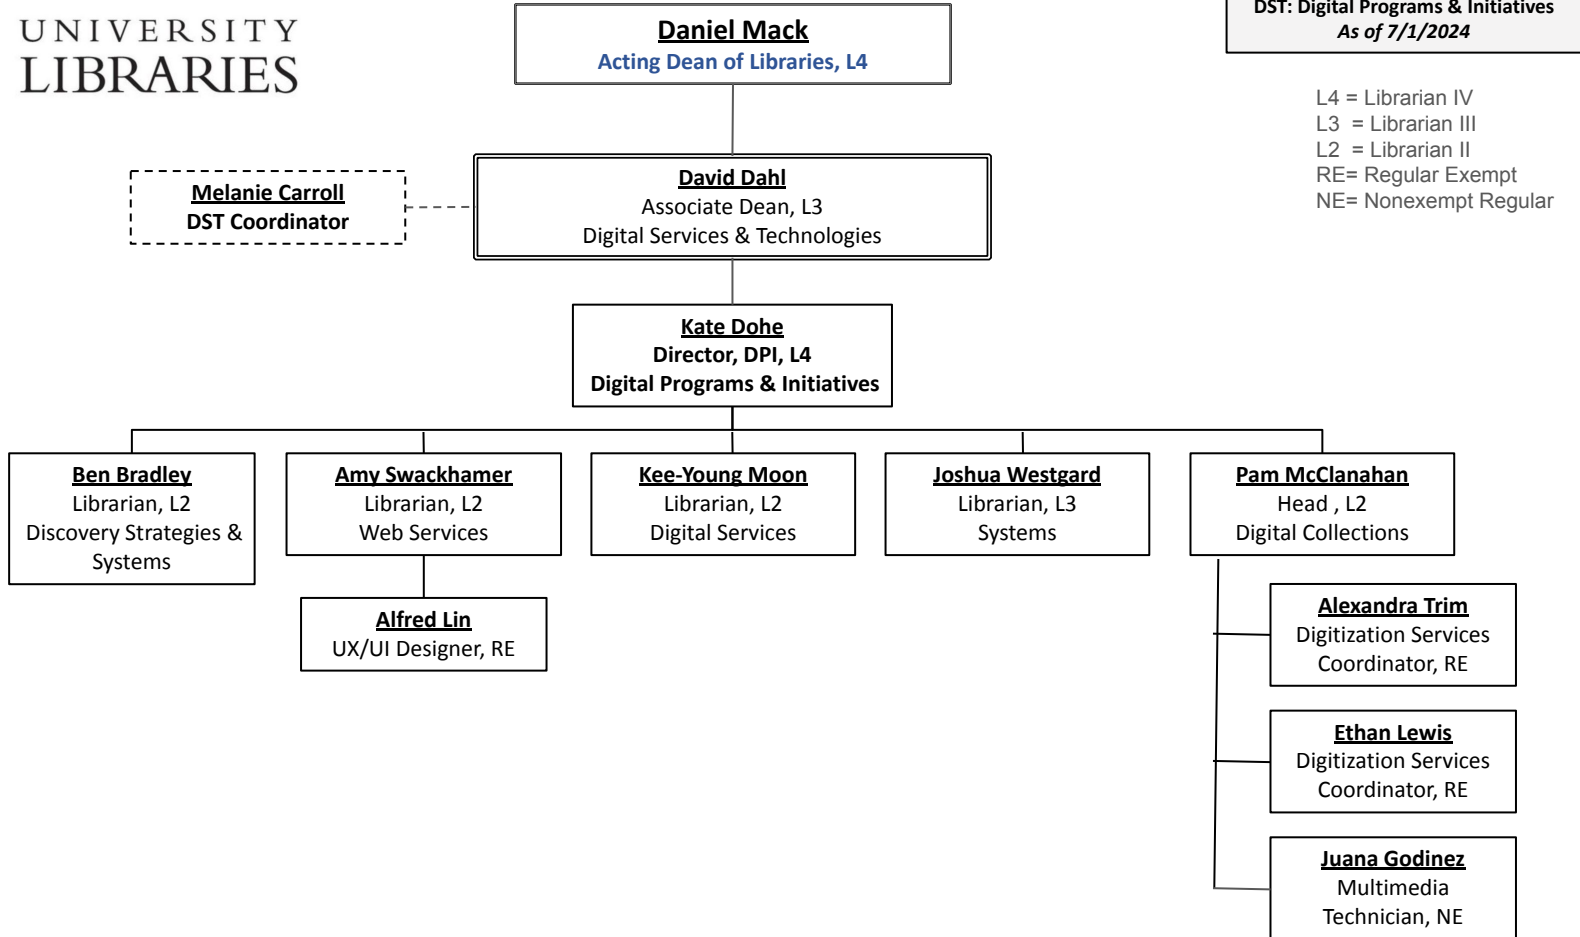 UNIVERSITY
LIBRARIES
Daniel Mack
Acting Dean of Libraries, L4
DST: Digital Programs & Initiatives
As of 7/1/2024
L4 = Librarian IV
L3 = Librarian III
L2 = Librarian II
RE= Regular Exempt
NE= Nonexempt Regular
Melanie Carroll
DST Coordinator
David Dahl
Associate Dean, L3
Digital Services & Technologies
Kate Dohe
Director, DPI, L4
Digital Programs & Initiatives
Ben Bradley
Librarian, L2
Discovery Strategies &
Systems
Amy Swackhamer
Librarian, L2
Web Services
Kee-Young Moon
Librarian, L2
Digital Services
Joshua Westgard
Librarian, L3
Systems
Pam McClanahan
Head , L2
Digital Collections
Alfred Lin
UX/UI Designer, RE
Alexandra Trim
Digitization Services
Coordinator, RE
Ethan Lewis
Digitization Services
Coordinator, RE
Juana Godinez
Multimedia
Technician, NE